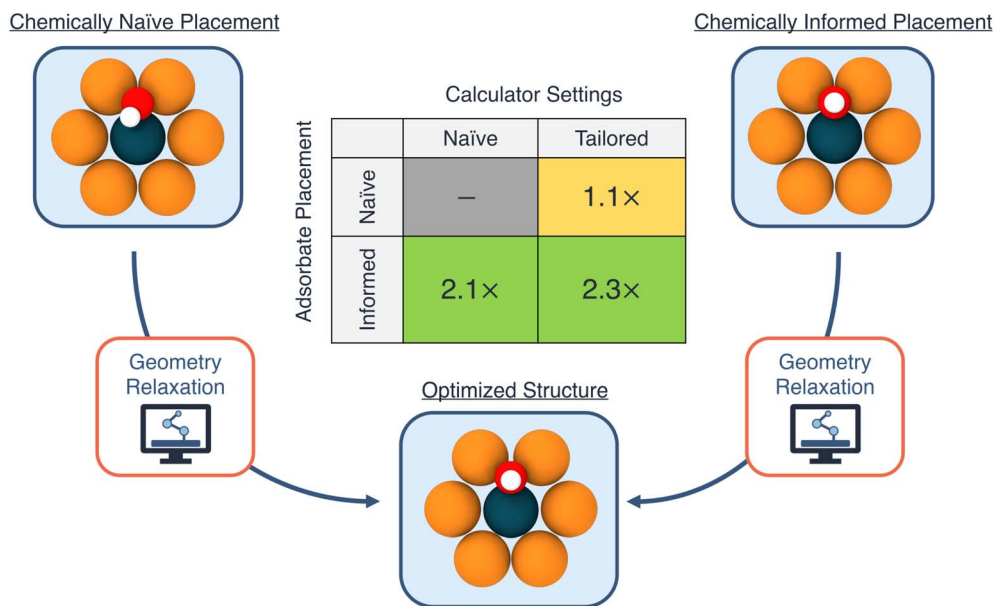 Chemically Naïve Placement
Chemically Informed Placement
Calculator Settings
Naïve
Tailored
Adsorbate Placement
Naïve
–
1.1×
Informed
2.1×
2.3×
Geometry
Relaxation
Geometry
Relaxation
Optimized Structure